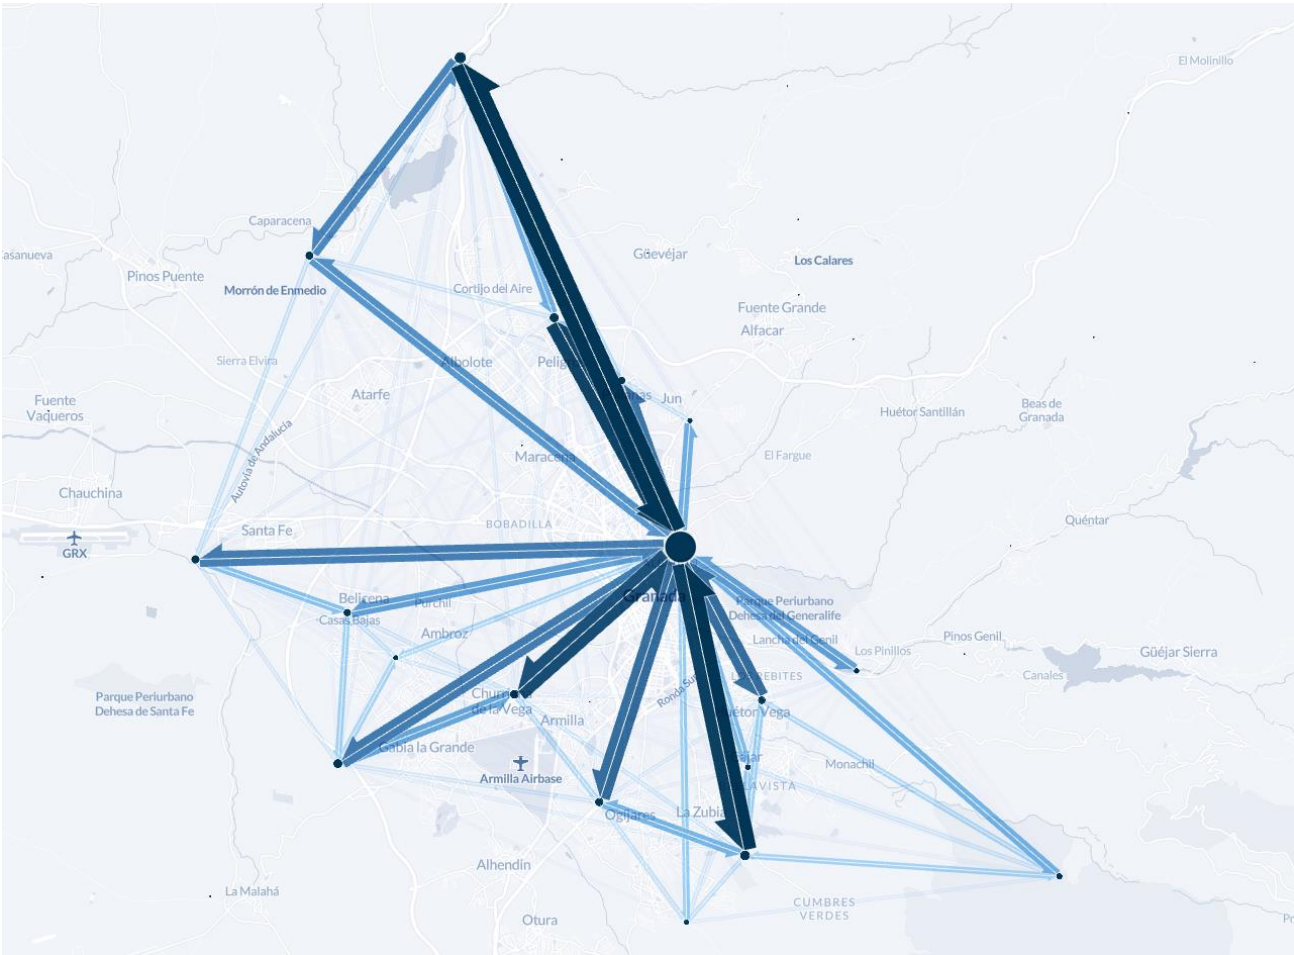 El Molinillo
Caparacena
Güevéjar
Los Calares
Pinos Puente
Morrón de Enmedio
Cortijo del Aire
Fuente Grande
Alfacar
Sierra Elvira
Albolote
Atarfe
Jun
Fuente
Vaqueros
Huétor Santillán
Beas de
Granada
Autovía de Andalucía
Maracena
El Fargue
Chauchina
Santa Fe
BOBADILLA
Quéntar
GRX
Granada
Belicena
Purchil
Casas Bajas
Ambroz
Parque Periurbano
Dehesa del Generalife
Lancha del Genil
Los Pinillos
Pinos Genil
Güéjar Sierra
Canales
Parque Periurbano
Dehesa de Santa Fe
de la Vega
Armilla
Ronda Sur
Huétor Vega
Gabia la Grande
Armilla Airbase
Monachil
Ogíjares
La Zubia
Alhendín
La Malahá
Otura
CUMBRES
VERDES